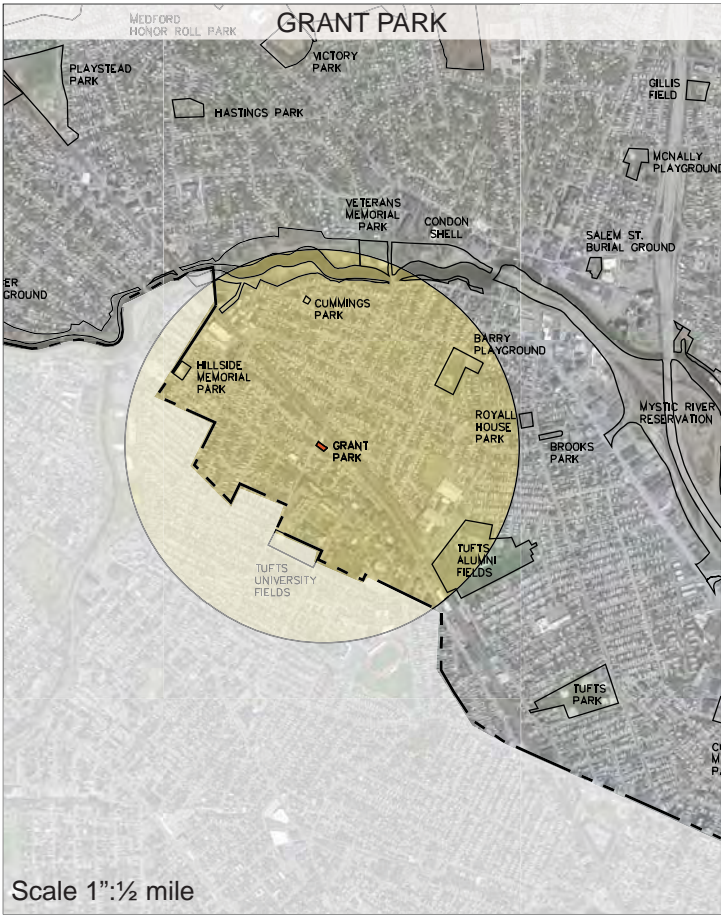 GRANT PARK
MEDFORD
HONOR ROLL PARK
VICTORY
PARK
PLAYSTEAD
PARK
HASTINGS PARK
GILLIS
FIELD
MCNALLY
PLAYGROUND
VETERANS
MEMORIAL
PARK
CONDON
SHELL
SALEM ST.
BURIAL GROUND
ER
GROUND
CUMMINGS
PARK
BARRY
PLAYGROUND
HILLSIDE
MEMORIAL
PARK
MYSTIC RIVER
RESERVATION
ROYALL
HOUSE
PARK
BROOKS
PARK
GRANT
PARK
TUFTS
ALUMNI
FIELDS
TUFTS
UNIVERSITY
FIELDS
TUFTS
PARK
C
M
P
Scale 1”:½ mile